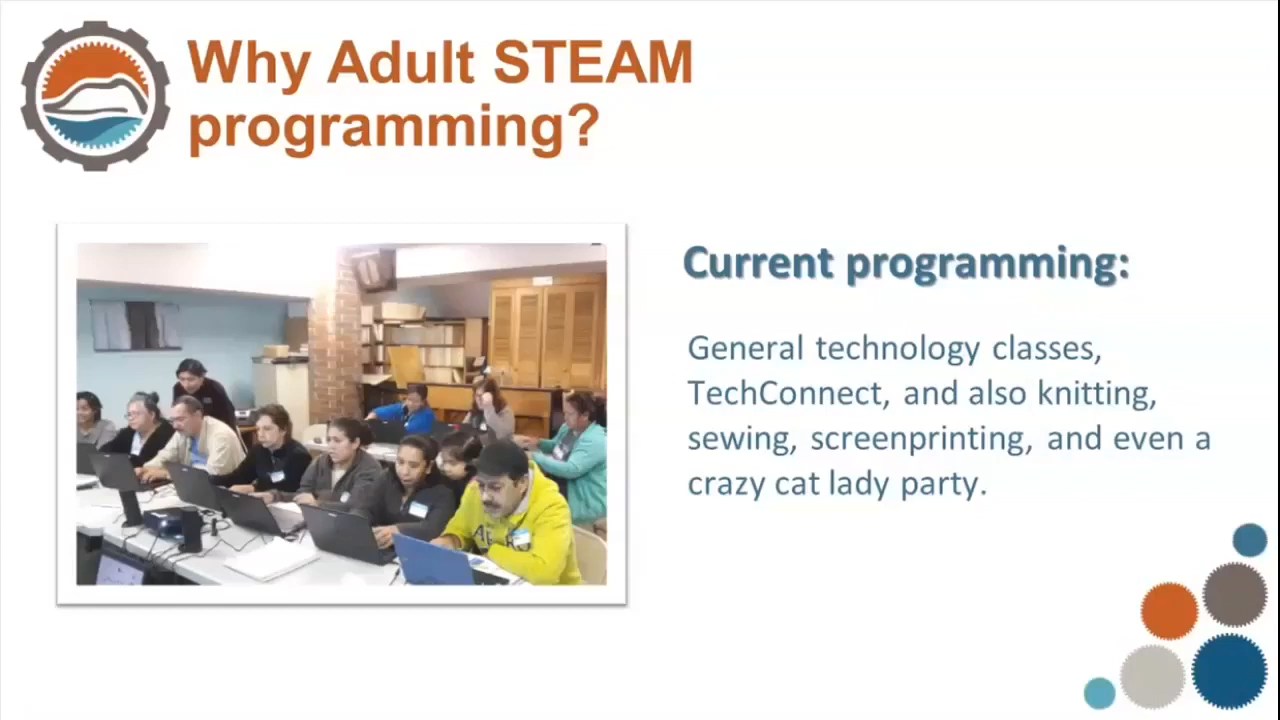 Why Adult STEAM
programming?
Current programming:
General technology classes,
TechConnect, and also knitting,
sewing, screenprinting, and even a
crazy cat lady party.